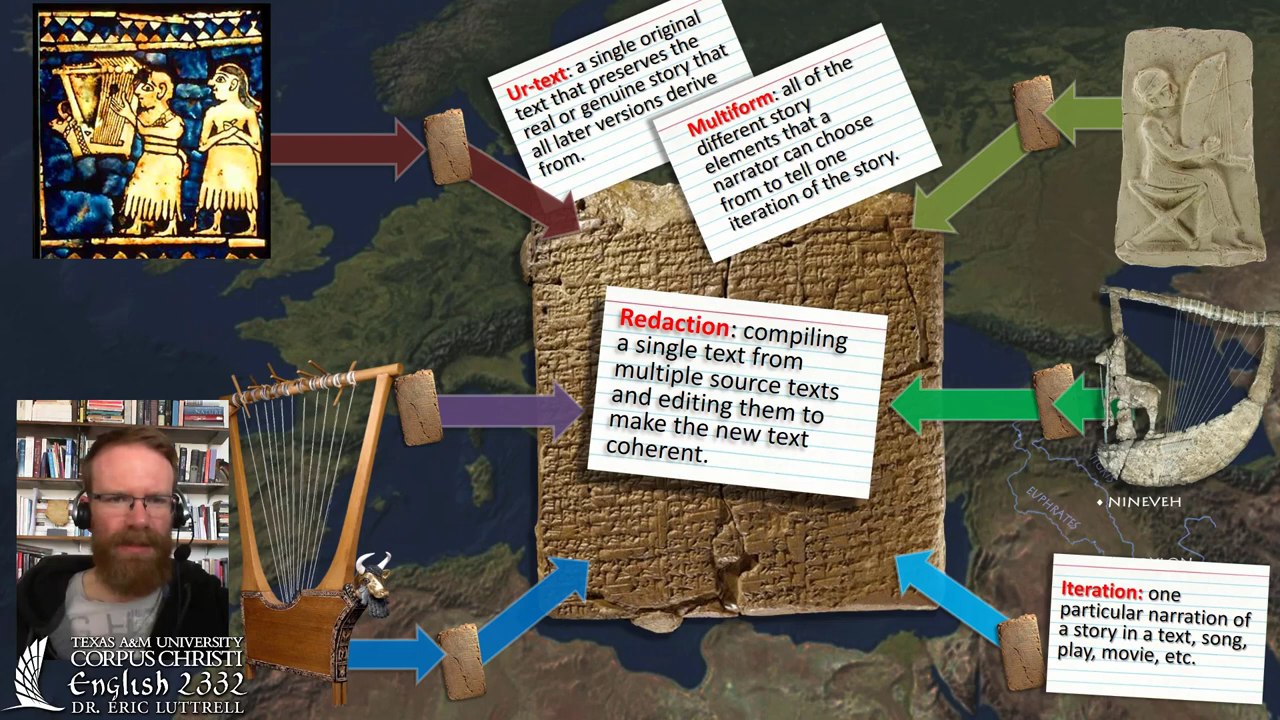 Ur-text: a single original
text that preserves the
real or genuine story that
all later versions derive
from.
Multiform: all of the
different story
elements that a
narrator can choose
from to tell one
iteration of the story.
Redaction: compiling
a single text from
multiple source texts
and editing them to
make the new text
coherent.
EUPHRATES
NINEVEH
Iteration: one
particular narration of
a story in a text, song,
play, movie, etc.
TEXAS A&M UNIVERSITY
CORPUS CHRISTI
English 2332
DR. ERIC LUTTRELL